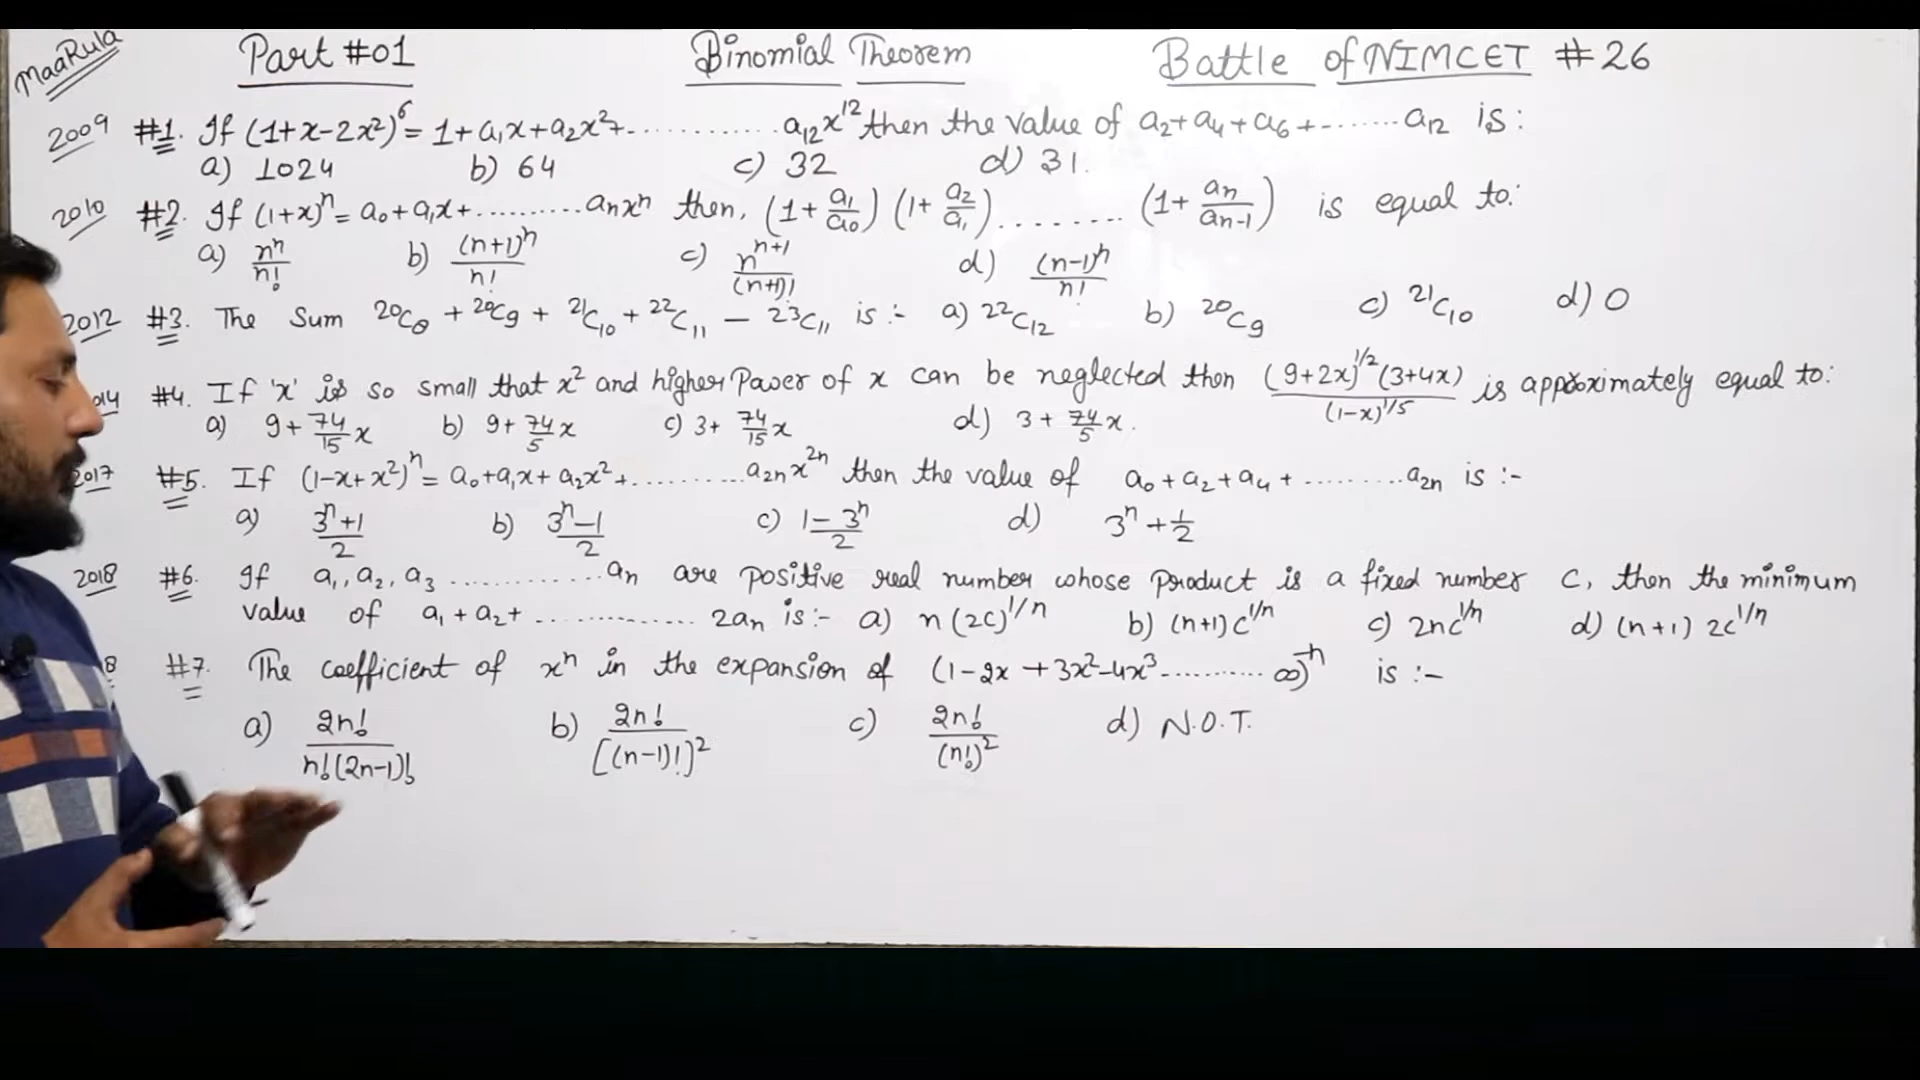 MaaRula Part #01 Binomial Theorem Battle of NIMCET #26
2009 #1. If (1+x-2x²)⁶ = 1+a₁x+a₂x²+............a₁₂x¹² then the value of a₂+a₄+a₆+.......a₁₂ is:
a) 1024 b) 64 c) 32 d) 31.
2010 #2. If (1+x)ⁿ = a₀+a₁x+..........aₙxⁿ then, (1+a₁/a₀)(1+a₂/a₁)........(1+aₙ/aₙ₋₁) is equal to:
a) nⁿ/n! b) (n+1)ⁿ/n! c) nⁿ⁺¹/(n+1)! d) (n-1)ⁿ/n!
2012 #3. The Sum ²⁰C₈ + ²⁰C₉ + ²¹C₁₀ + ²²C₁₁ - ²³C₁₁ is :- a) ²²C₁₂ b) ²⁰C₉ c) ²¹C₁₀ d) 0
14 #4. If 'x' is so small that x² and higher Power of x can be neglected then (9+2x)^1/2 (3+4x)/(1-x)^1/5 is approximately equal to:
a) 9+74/15x b) 9+74/5x c) 3+74/15x d) 3+74/5x.
2017 #5. If (1-x+x²)ⁿ = a₀+a₁x+a₂x²+..........a₂ₙx²ⁿ then the value of a₀+a₂+a₄+.........a₂ₙ is :-
a) 3ⁿ+1/2 b) 3ⁿ-1/2 c) 1-3ⁿ/2 d) 3ⁿ+1/2
2018 #6. If a₁, a₂, a₃ ............aₙ are positive real number whose product is a fixed number C, then the minimum
value of a₁+a₂+..............2aₙ is :- a) n(2c)^1/n b) (n+1)c^1/n c) 2nc^1/n d) (n+1) 2c^1/n
8 #7. The coefficient of xⁿ in the expansion of (1-2x+3x²-4x³..........∞)⁻ⁿ is :-
a) 2n!/n!(2n-1)! b) 2n!/[(n-1)!]² c) 2n!/(n!)² d) N.O.T.